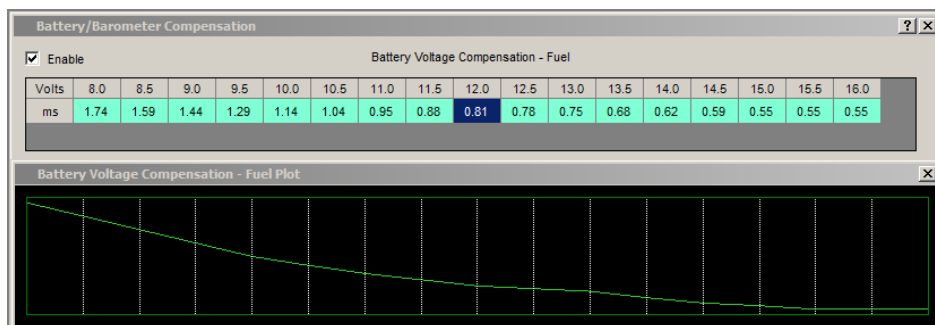 Battery/Barometer Compensation
Enable
Battery Voltage Compensation - Fuel
Volts 8.0 8.5 9.0 9.5 10.0 10.5 11.0 11.5 12.0 12.5 13.0 13.5 14.0 14.5 15.0 15.5 16.0
ms 1.74 1.59 1.44 1.29 1.14 1.04 0.95 0.88 0.81 0.78 0.75 0.68 0.62 0.59 0.55 0.55 0.55
Battery Voltage Compensation - Fuel Plot